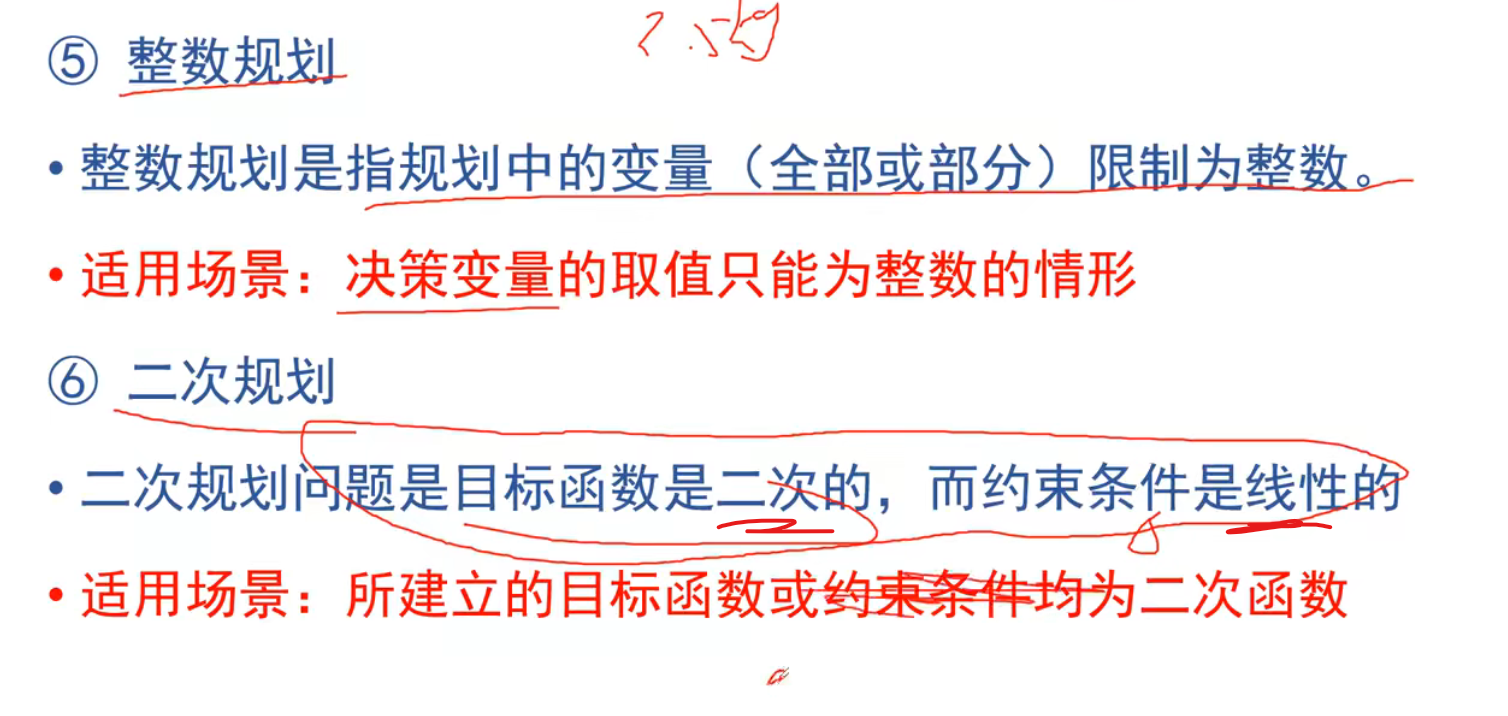 ⑤ 整数规划
• 整数规划是指规划中的变量（全部或部分）限制为整数。
• 适用场景：决策变量的取值只能为整数的情形
⑥ 二次规划
• 二次规划问题是目标函数是二次的，而约束条件是线性的
• 适用场景：所建立的目标函数或约束条件均为二次函数